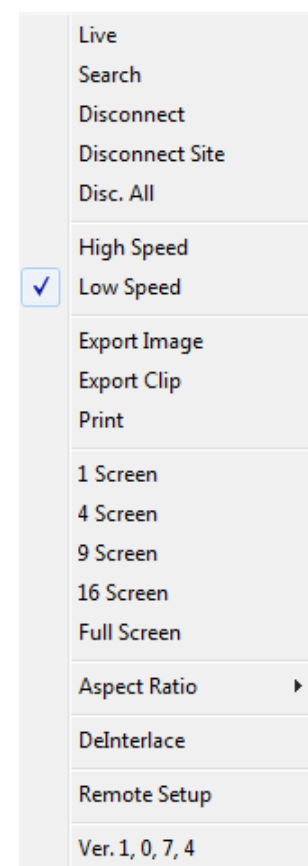 Live
Search
Disconnect
Disconnect Site
Disc. All
High Speed
Low Speed
Export Image
Export Clip
Print
1 Screen
4 Screen
9 Screen
16 Screen
Full Screen
Aspect Ratio
DeInterlace
Remote Setup
Ver. 1, 0, 7, 4